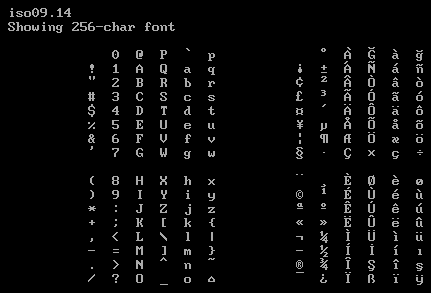 iso09.14
Showing 256-char font
0 @ P ` p ° À Ğ à ğ
! 1 A Q a q ¡ ± Á Ñ á ñ
" 2 B R b r ¢ ² Â Ò â ò
# 3 C S c s £ ³ Ã Ó ã ó
$ 4 D T d t ¤ ´ Ä Ô ä ô
% 5 E U e u ¥ µ Å Õ å õ
& 6 F V f v ¦ ¶ Æ Ö æ ö
' 7 G W g w § · Ç × ç ÷
( 8 H X h x ¨ ¸ È Ø è ø
) 9 I Y i y © ¹ É Ù é ù
* : J Z j z ª º Ê Ú ê ú
+ ; K [ k { « » Ë Û ë û
, < L \ l | ¬ ¼ Ì Ü ì ü
- = M ] m } - ½ Í İ í ı
. > N ^ n ~ ® ¾ Î Ş î ş
/ ? O _ o ⌂ ¯ ¿ Ï ß ï ÿ